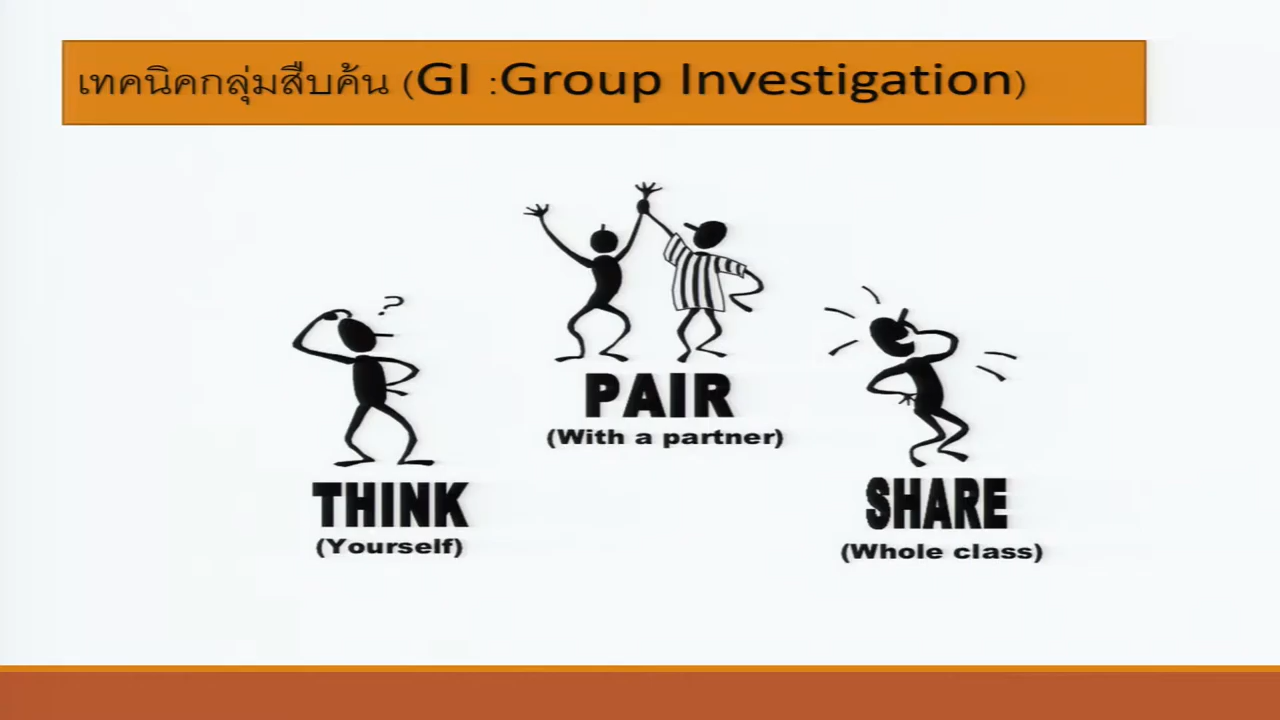 เทคนิคกลุ่มสืบค้น (GI :Group Investigation)
?
PAIR
(With a partner)
THINK
(Yourself)
SHARE
(Whole class)